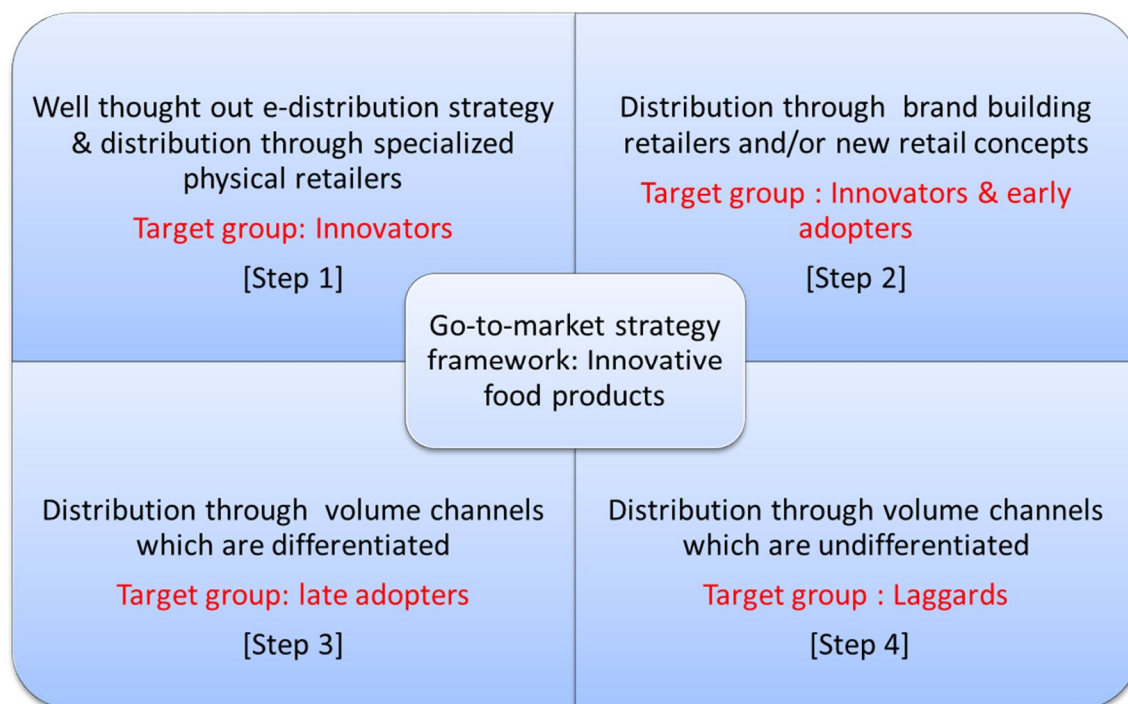 Well thought out e-distribution strategy
& distribution through specialized
physical retailers
Target group: Innovators
[Step 1]
Distribution through brand building
retailers and/or new retail concepts
Target group : Innovators & early
adopters
[Step 2]
Go-to-market strategy
framework: Innovative
food products
Distribution through volume channels
which are differentiated
Target group: late adopters
[Step 3]
Distribution through volume channels
which are undifferentiated
Target group : Laggards
[Step 4]